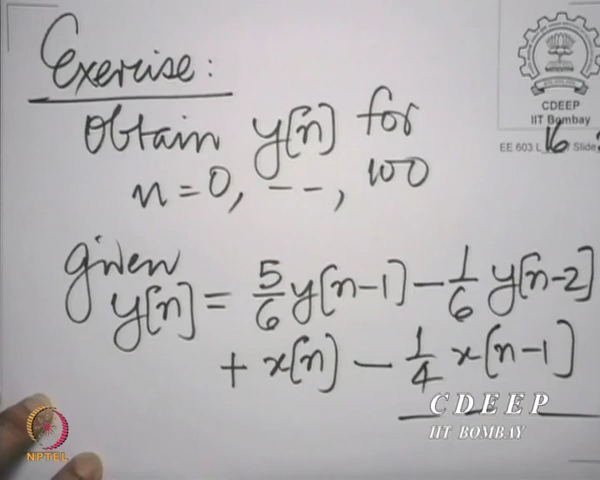 Exercise:
Obtain y[n] for
n = 0, - -, 100
given
y[n] = 5/6 y[n-1] - 1/6 y[n-2]
+ x[n] - 1/4 x[n-1]
CDEEP
IIT Bombay
EE 603 L 16 Slide
CDEEP
IIT BOMBAY
NPTEL